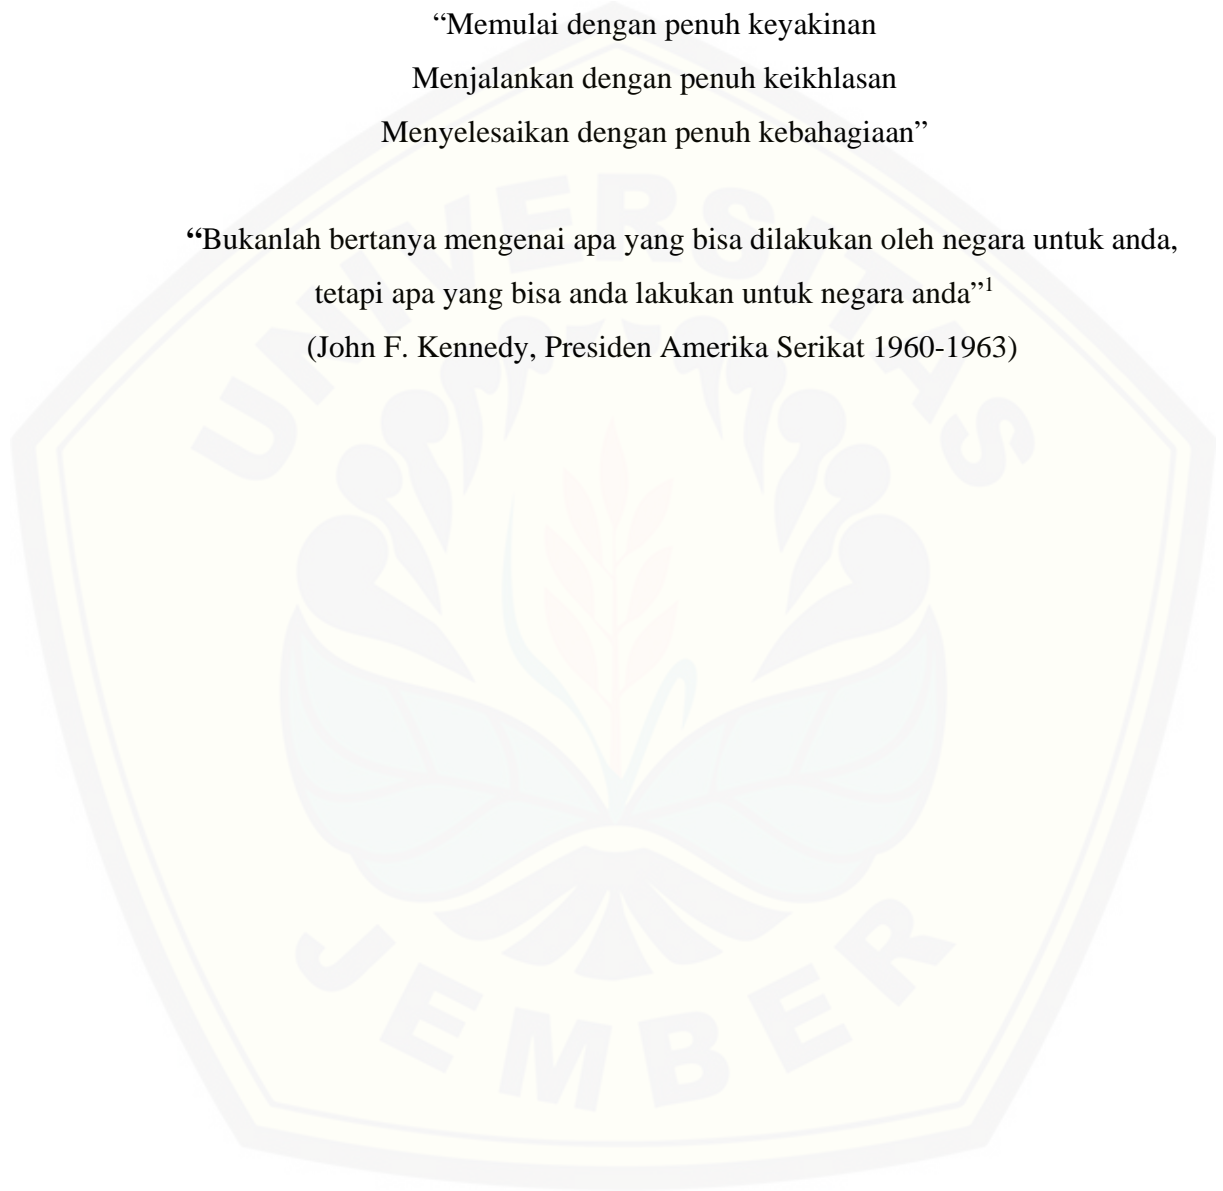 “Memulai dengan penuh keyakinan
Menjalankan dengan penuh keikhlasan
Menyelesaikan dengan penuh kebahagiaan”
“Bukanlah bertanya mengenai apa yang bisa dilakukan oleh negara untuk anda,
tetapi apa yang bisa anda lakukan untuk negara anda”¹
(John F. Kennedy, Presiden Amerika Serikat 1960-1963)
UNIVERSITAS
JEMBER